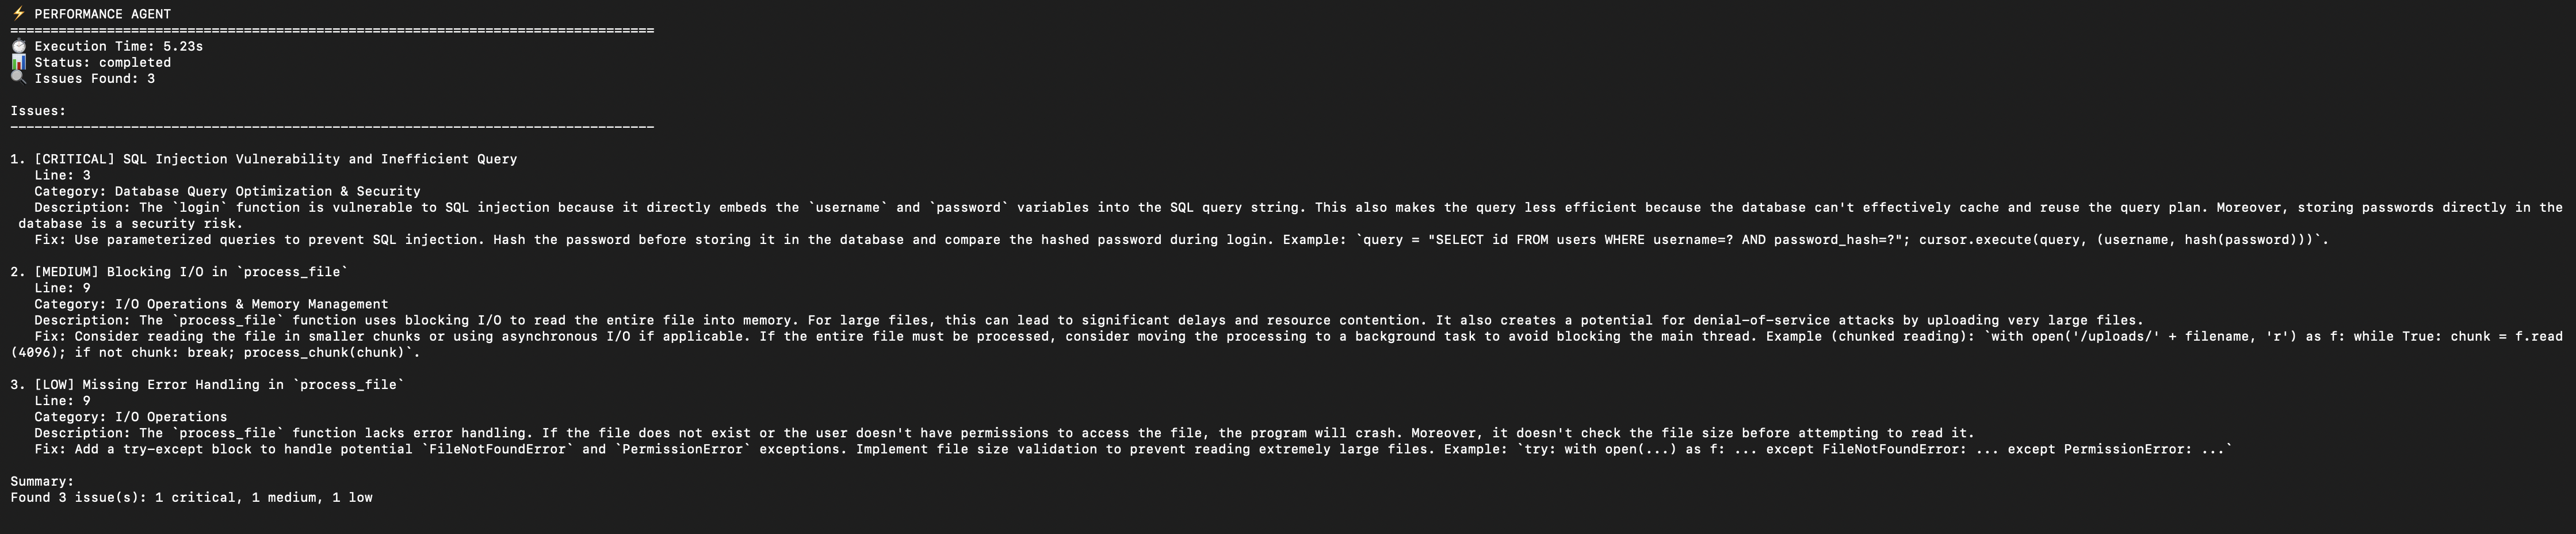 ⚡ PERFORMANCE AGENT
================================================================================
⏱️ Execution Time: 5.23s
📊 Status: completed
🔍 Issues Found: 3
Issues:
--------------------------------------------------------------------------------
1. [CRITICAL] SQL Injection Vulnerability and Inefficient Query
   Line: 3
   Category: Database Query Optimization & Security
   Description: The `login` function is vulnerable to SQL injection because it directly embeds the `username` and `password` variables into the SQL query string. This also makes the query less efficient because the database can't effectively cache and reuse the query plan. Moreover, storing passwords directly in the
 database is a security risk.
   Fix: Use parameterized queries to prevent SQL injection. Hash the password before storing it in the database and compare the hashed password during login. Example: `query = "SELECT id FROM users WHERE username=? AND password_hash=?"; cursor.execute(query, (username, hash(password)))`.
2. [MEDIUM] Blocking I/O in `process_file`
   Line: 9
   Category: I/O Operations & Memory Management
   Description: The `process_file` function uses blocking I/O to read the entire file into memory. For large files, this can lead to significant delays and resource contention. It also creates a potential for denial-of-service attacks by uploading very large files.
   Fix: Consider reading the file in smaller chunks or using asynchronous I/O if applicable. If the entire file must be processed, consider moving the processing to a background task to avoid blocking the main thread. Example (chunked reading): `with open('/uploads/' + filename, 'r') as f: while True: chunk = f.read
(4096); if not chunk: break; process_chunk(chunk)`.
3. [LOW] Missing Error Handling in `process_file`
   Line: 9
   Category: I/O Operations
   Description: The `process_file` function lacks error handling. If the file does not exist or the user doesn't have permissions to access the file, the program will crash. Moreover, it doesn't check the file size before attempting to read it.
   Fix: Add a try-except block to handle potential `FileNotFoundError` and `PermissionError` exceptions. Implement file size validation to prevent reading extremely large files. Example: `try: with open(...) as f: ... except FileNotFoundError: ... except PermissionError: ...`
Summary:
Found 3 issue(s): 1 critical, 1 medium, 1 low